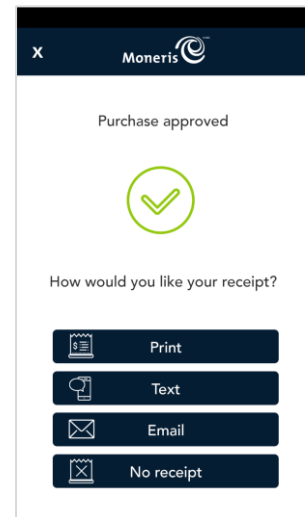 X
Moneris
Purchase approved
How would you like your receipt?
Print
Text
Email
No receipt